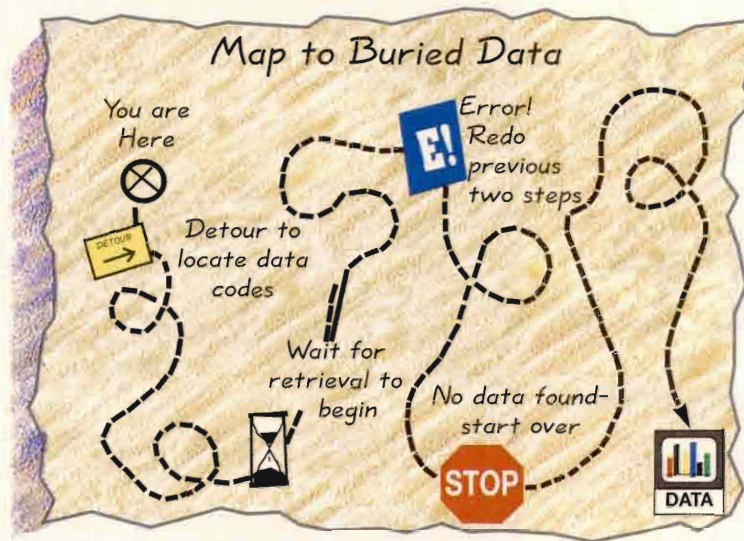 Map to Buried Data
You are
Here
DETOUR
Detour to
locate data
codes
Wait for
retrieval to
begin
E!
Error!
Redo
previous
two steps
No data found-
start over
STOP
DATA